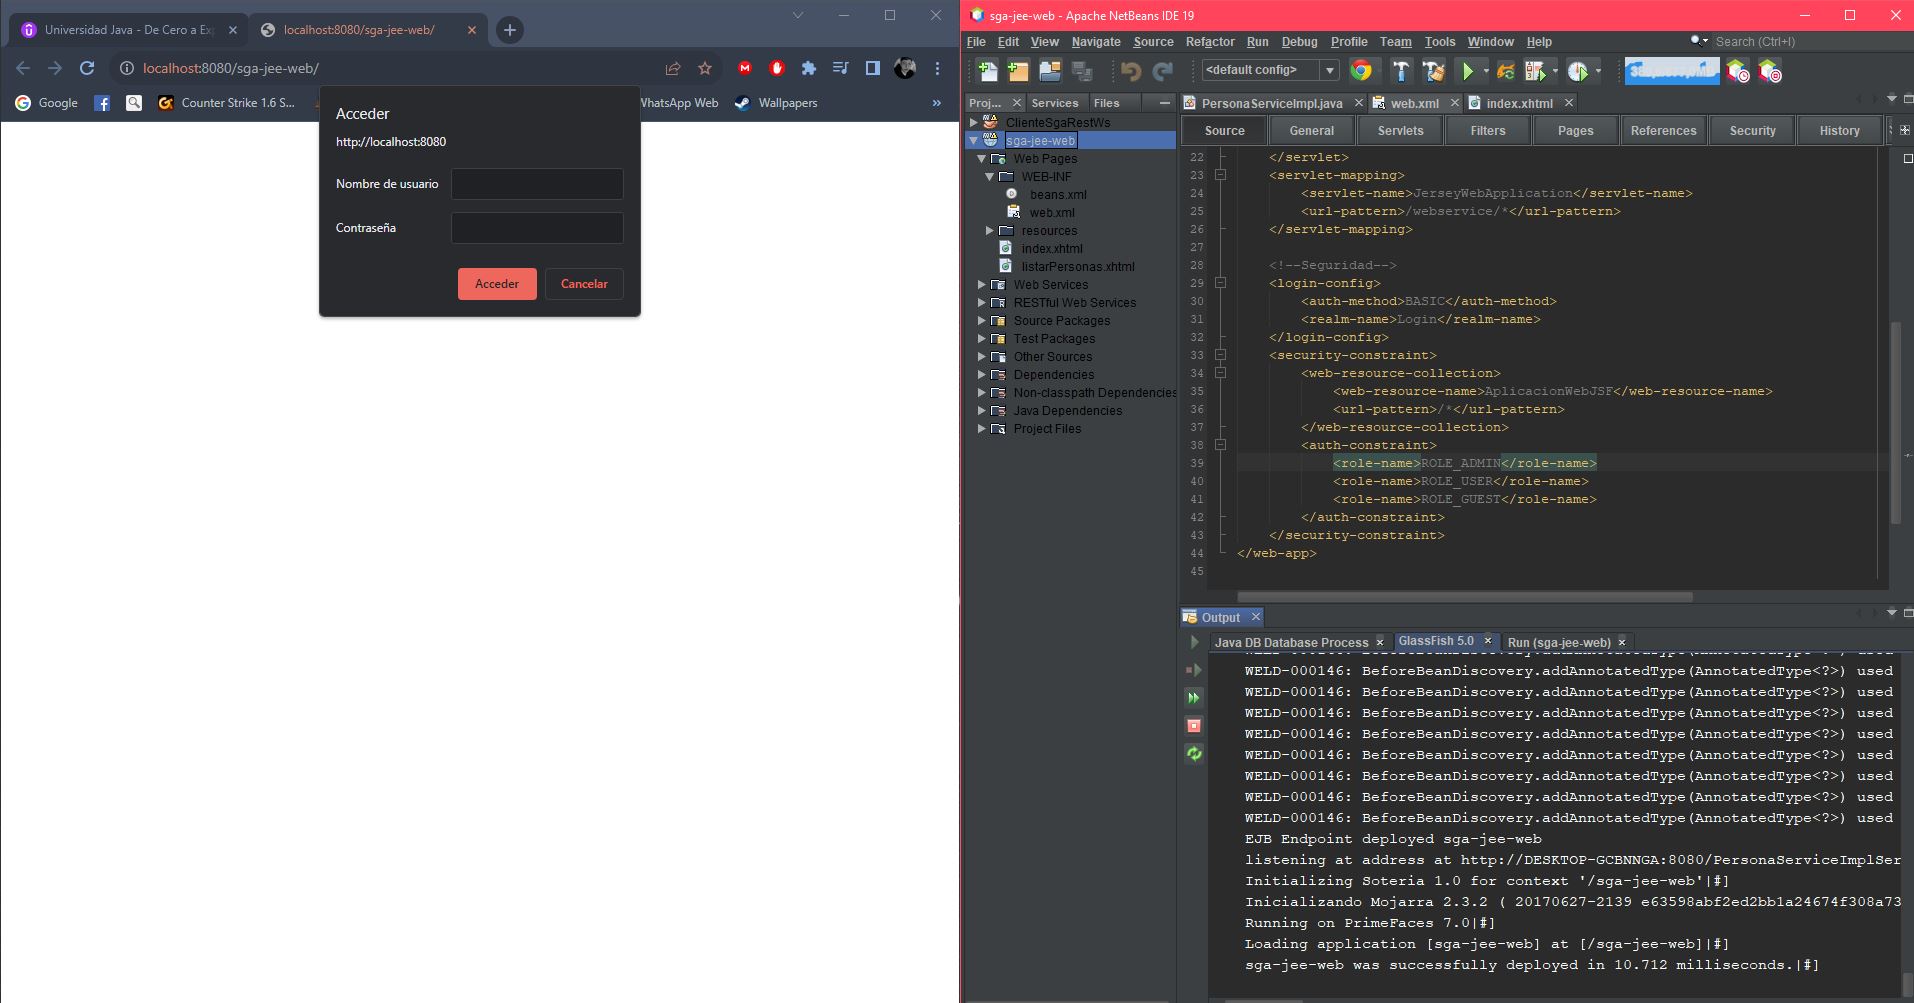 Universidad Java - De Cero a Ex
localhost:8080/sga-jee-web/
localhost:8080/sga-jee-web/
Google
Counter Strike 1.6 S...
WhatsApp Web
Wallpapers
»
Acceder
http://localhost:8080
Nombre de usuario
Contraseña
Acceder
Cancelar
sga-jee-web - Apache NetBeans IDE 19
File Edit View Navigate Source Refactor Run Debug Profile Team Tools Window Help
Search (Ctrl+I)
<default config>
Proj... Services Files
ClienteSgaRestWs
sga-jee-web
Web Pages
WEB-INF
beans.xml
web.xml
resources
index.xhtml
listarPersonas.xhtml
Web Services
RESTful Web Services
Source Packages
Test Packages
Other Sources
Dependencies
Non-classpath Dependencies
Java Dependencies
Project Files
PersonaServiceImpl.java web.xml index.xhtml
Source General Servlets Filters Pages References Security History
22 </servlet>
23 <servlet-mapping>
24 <servlet-name>JerseyWebApplication</servlet-name>
25 <url-pattern>/webservice/*</url-pattern>
26 </servlet-mapping>
27
28 <!--Seguridad-->
29 <login-config>
30 <auth-method>BASIC</auth-method>
31 <realm-name>Login</realm-name>
32 </login-config>
33 <security-constraint>
34 <web-resource-collection>
35 <web-resource-name>AplicacionWebJSF</web-resource-name>
36 <url-pattern>/*</url-pattern>
37 </web-resource-collection>
38 <auth-constraint>
39 <role-name>ROLE_ADMIN</role-name>
40 <role-name>ROLE_USER</role-name>
41 <role-name>ROLE_GUEST</role-name>
42 </auth-constraint>
43 </security-constraint>
44 </web-app>
45
Output
Java DB Database Process GlassFish 5.0 Run (sga-jee-web)
WELD-000146: BeforeBeanDiscovery.addAnnotatedType(AnnotatedType<?>) used
WELD-000146: BeforeBeanDiscovery.addAnnotatedType(AnnotatedType<?>) used
WELD-000146: BeforeBeanDiscovery.addAnnotatedType(AnnotatedType<?>) used
WELD-000146: BeforeBeanDiscovery.addAnnotatedType(AnnotatedType<?>) used
WELD-000146: BeforeBeanDiscovery.addAnnotatedType(AnnotatedType<?>) used
WELD-000146: BeforeBeanDiscovery.addAnnotatedType(AnnotatedType<?>) used
WELD-000146: BeforeBeanDiscovery.addAnnotatedType(AnnotatedType<?>) used
WELD-000146: BeforeBeanDiscovery.addAnnotatedType(AnnotatedType<?>) used
WELD-000146: BeforeBeanDiscovery.addAnnotatedType(AnnotatedType<?>) used
EJB Endpoint deployed sga-jee-web
listening at address at http://DESKTOP-GCBNNGA:8080/PersonaServiceImplSer
Initializing Soteria 1.0 for context '/sga-jee-web'|#]
Inicializando Mojarra 2.3.2 ( 20170627-2139 e63598abf2ed2bb1a24674f308a73
Running on PrimeFaces 7.0|#]
Loading application [sga-jee-web] at [/sga-jee-web]|#]
sga-jee-web was successfully deployed in 10.712 milliseconds.|#]